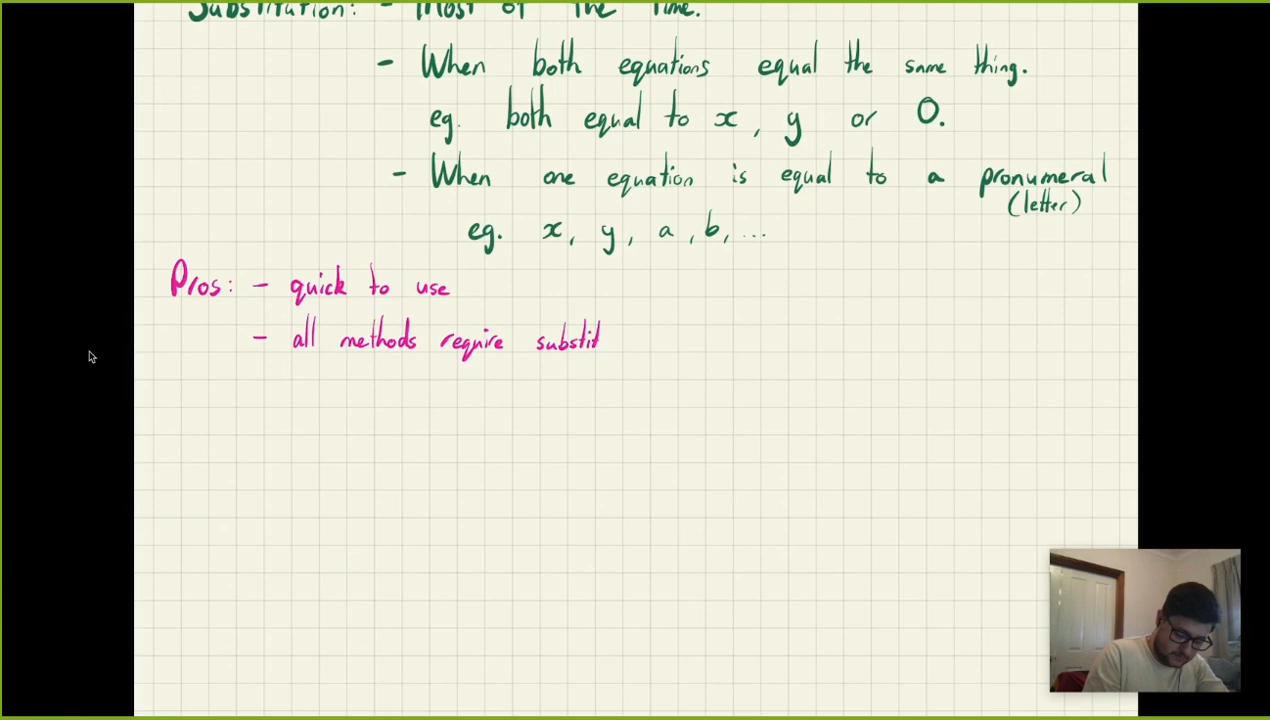 Substitution: - Most of the time.
- When both equations equal the same thing.
eg. both equal to x, y or 0.
- When one equation is equal to a pronumeral
(letter)
eg. x, y, a, b, ...
Pros: - quick to use
- all methods require substit